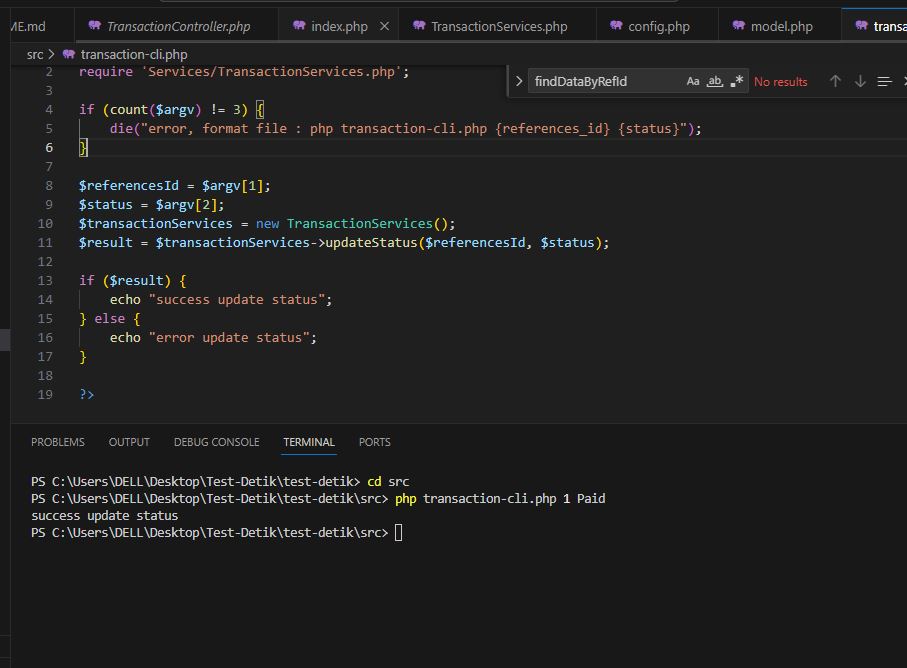 ME.md TransactionController.php index.php TransactionServices.php config.php model.php transa
src > transaction-cli.php
findDataByRefId Aa ab .* No results
2 require 'Services/TransactionServices.php';
3
4 if (count($argv) != 3) {
5 die("error, format file : php transaction-cli.php {references_id} {status}");
6 }
7
8 $referencesId = $argv[1];
9 $status = $argv[2];
10 $transactionServices = new TransactionServices();
11 $result = $transactionServices->updateStatus($referencesId, $status);
12
13 if ($result) {
14 echo "success update status";
15 } else {
16 echo "error update status";
17 }
18
19 ?>
PROBLEMS OUTPUT DEBUG CONSOLE TERMINAL PORTS
PS C:\Users\DELL\Desktop\Test-Detik\test-detik> cd src
PS C:\Users\DELL\Desktop\Test-Detik\test-detik\src> php transaction-cli.php 1 Paid
success update status
PS C:\Users\DELL\Desktop\Test-Detik\test-detik\src>